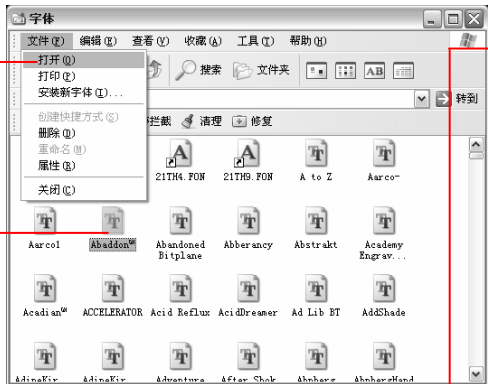 字体
文件(F) 编辑(E) 查看(V) 收藏(A) 工具(T) 帮助(H)
打开(O)
打印(P)
安装新字体(I)...
创建快捷方式(S)
删除(D)
重命名(M)
属性(R)
关闭(C)
搜索 文件夹
转到
拦截 清理 修复
21TH4.FON 21TH9.FON A to Z Aarco-
Aarcol Abaddon™ Abandoned Bitplane Abberancy Abstrakt Academy Engrav...
Acadian™ ACCELERATOR Acid Reflux AcidDreamer Ad Lib BT AddShade